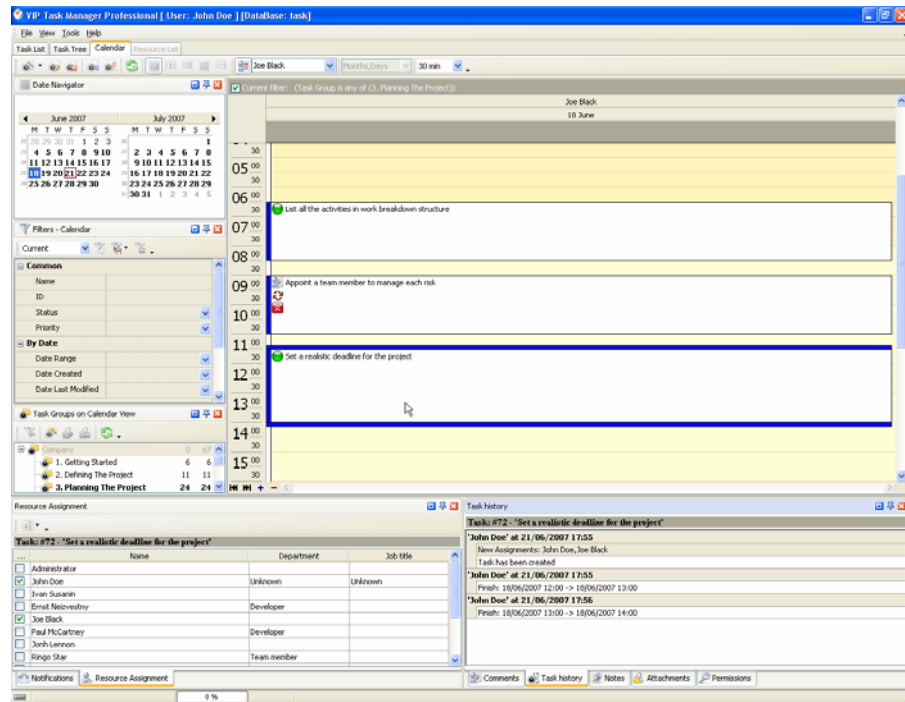 VIP Task Manager Professional [ User: John Doe ] [DataBase: task]
File View Tools Help
Task List Task Tree Calendar Resource List
Joe Black Months,Days 30 min
Date Navigator
Current filter: (Task Group is any of (3. Planning The Project))
Joe Black
18 June
June 2007 July 2007
M T W T F S S M T W T F S S
28 29 30 31 1 2 3 1
4 5 6 7 8 9 10 2 3 4 5 6 7 8
11 12 13 14 15 16 17 9 10 11 12 13 14 15
18 19 20 21 22 23 24 16 17 18 19 20 21 22
25 26 27 28 29 30 23 24 25 26 27 28 29
30 31 1 2 3 4 5
Filters - Calendar
Current
Common
Name
ID
Status
Priority
By Date
Date Range
Date Created
Date Last Modified
Task Groups on Calendar View
Company 0 67
1. Getting Started 6 6
2. Defining The Project 11 11
3. Planning The Project 24 24
30
05 00
30
06 00
30 List all the activities in work breakdown structure
07 00
30
08 00
30
09 00 Appoint a team member to manage each risk
30
10 00
30
11 00
30 Set a realistic deadline for the project
12 00
30
13 00
30
14 00
30
15 00
30
Resource Assignment
Task: #72 - 'Set a realistic deadline for the project'
... Name Department Job title
Administrator
John Doe Unknown Unknown
Ivan Susanin
Ernst Neizvestny Developer
Joe Black
Paul McCartney Developer
Jonh Lennon
Ringo Star Team member
Notifications Resource Assignment
Task history
Task: #72 - 'Set a realistic deadline for the project'
'John Doe' at 21/06/2007 17:55
New Assignments: John Doe, Joe Black
Task has been created
'John Doe' at 21/06/2007 17:55
Finish: 18/06/2007 12:00 -> 18/06/2007 13:00
'John Doe' at 21/06/2007 17:56
Finish: 18/06/2007 13:00 -> 18/06/2007 14:00
Comments Task history Notes Attachments Permissions
0 %